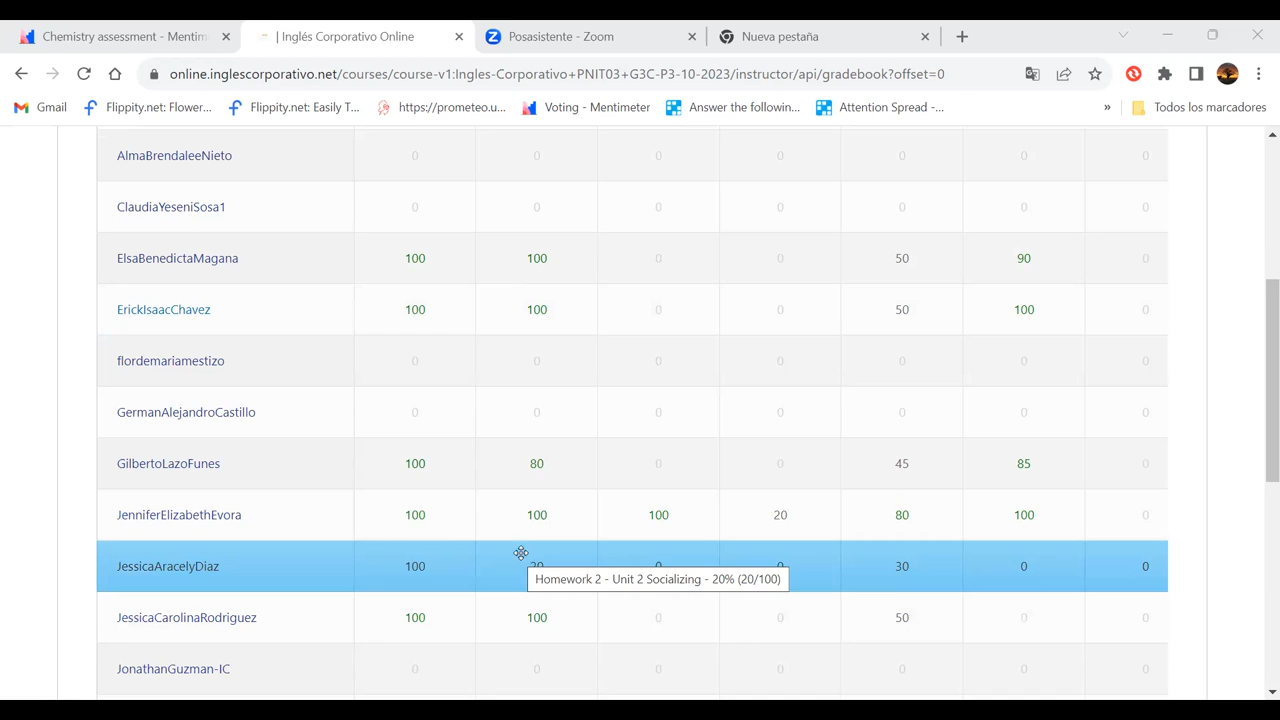 Chemistry assessment - Mentim
| Inglés Corporativo Online
Posasistente - Zoom
Nueva pestaña
online.inglescorporativo.net/courses/course-v1:Ingles-Corporativo+PNIT03+G3C-P3-10-2023/instructor/api/gradebook?offset=0
Gmail Flippity.net: Flower... Flippity.net: Easily T... https://prometeo.u... Voting - Mentimeter Answer the followin... Attention Spread -... » Todos los marcadores
AlmaBrendaleeNieto 0 0 0 0 0 0 0
ClaudiaYeseniSosa1 0 0 0 0 0 0 0
ElsaBenedictaMagana 100 100 0 0 50 90 0
ErickIsaacChavez 100 100 0 0 50 100 0
flordemariamestizo 0 0 0 0 0 0 0
GermanAlejandroCastillo 0 0 0 0 0 0 0
GilbertoLazoFunes 100 80 0 0 45 85 0
JenniferElizabethEvora 100 100 100 20 80 100 0
JessicaAracelyDiaz 100 20 0 0 30 0 0
Homework 2 - Unit 2 Socializing - 20% (20/100)
JessicaCarolinaRodriguez 100 100 0 0 50 0 0
JonathanGuzman-IC 0 0 0 0 0 0 0